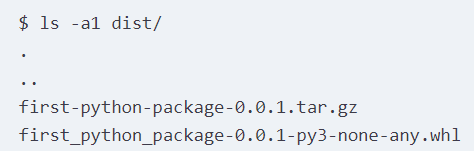 $ ls -a1 dist/
.
..
first-python-package-0.0.1.tar.gz
first_python_package-0.0.1-py3-none-any.whl